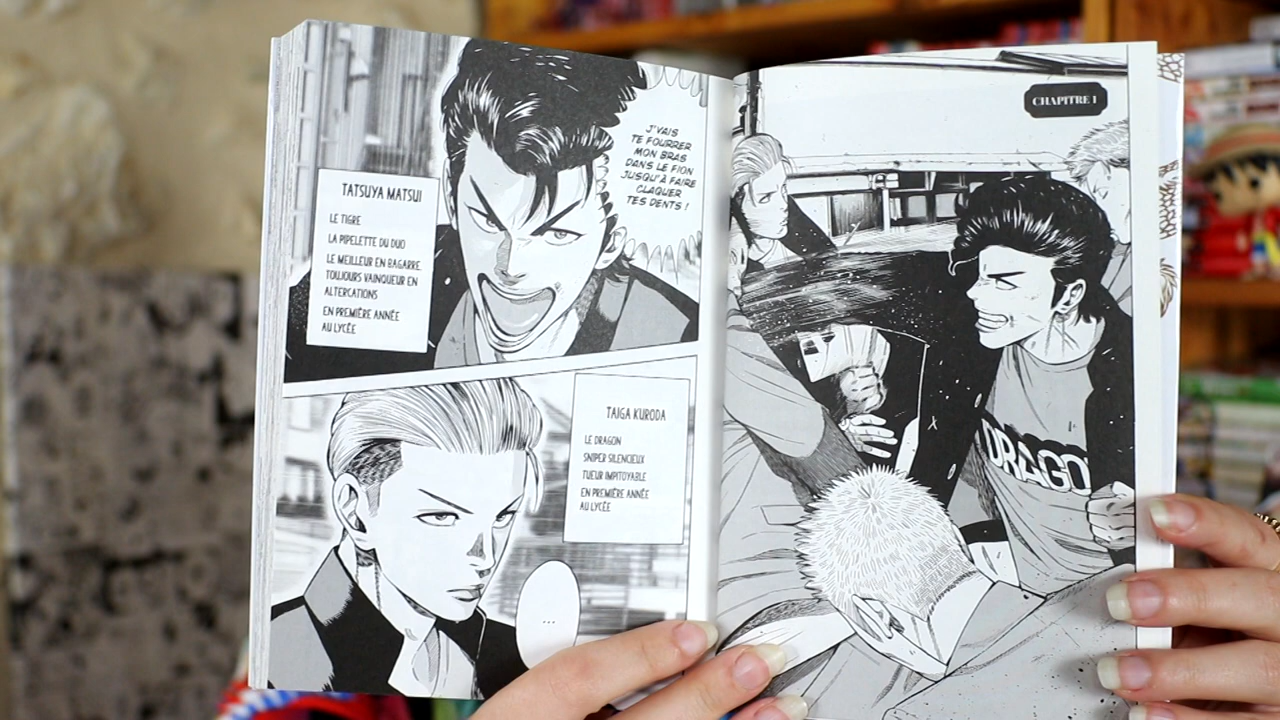 J'VAIS
TE FOURRER
MON BRAS
DANS LE FION
JUSQU'À FAIRE
CLAQUER
TES DENTS !
TATSUYA MATSUI
LE TIGRE
LA PIPELETTE DU DUO
LE MEILLEUR EN BAGARRE,
TOUJOURS VAINQUEUR EN
ALTERCATIONS
EN PREMIÈRE ANNÉE
AU LYCÉE
TAIGA KURODA
LE DRAGON
SNIPER SILENCIEUX
TUEUR IMPITOYABLE
EN PREMIÈRE ANNÉE
AU LYCÉE
...
CHAPITRE 1
DRAGO